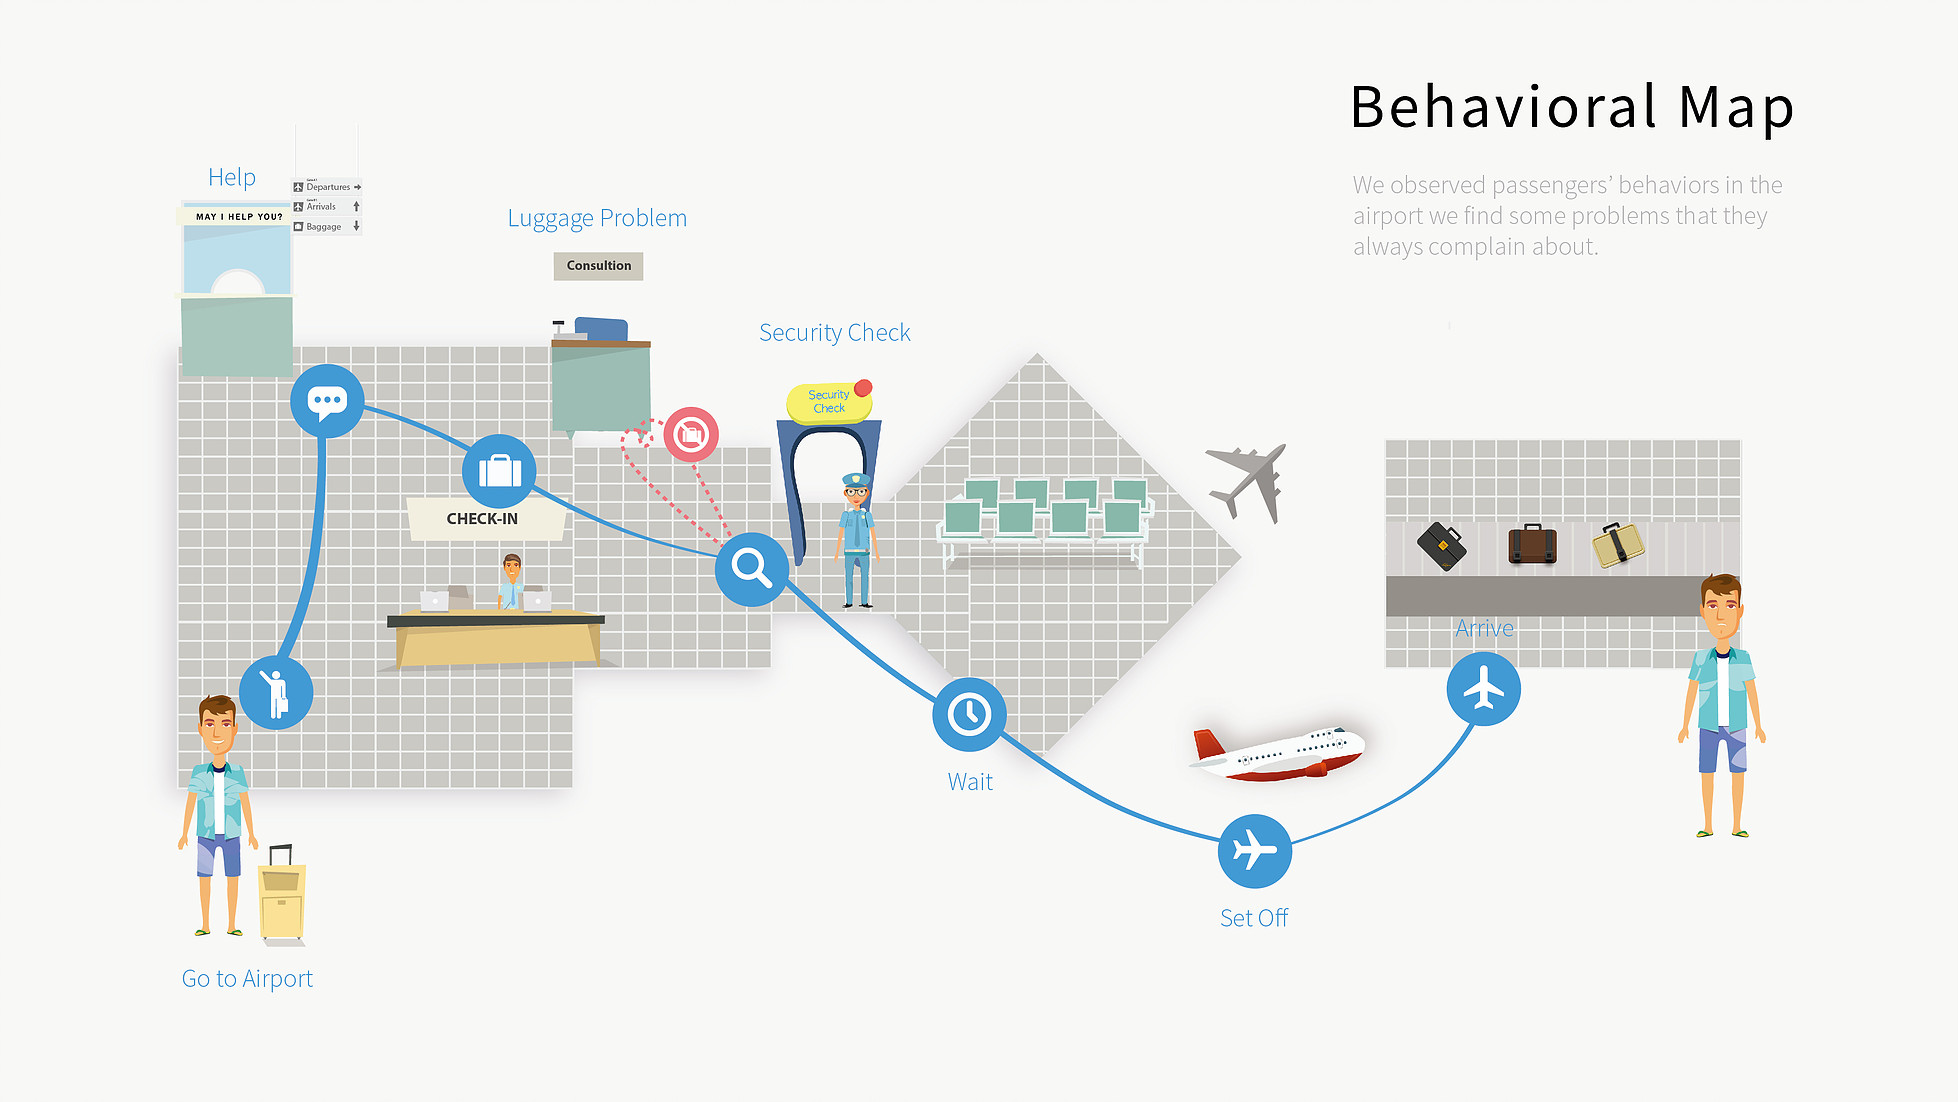 Behavioral Map
We observed passengers’ behaviors in the
airport we find some problems that they
always complain about.
Help
MAY I HELP YOU?
Departures
Arrivals
Baggage
Luggage Problem
Consultion
Security Check
Security
Check
CHECK-IN
Wait
Set Off
Arrive
Go to Airport